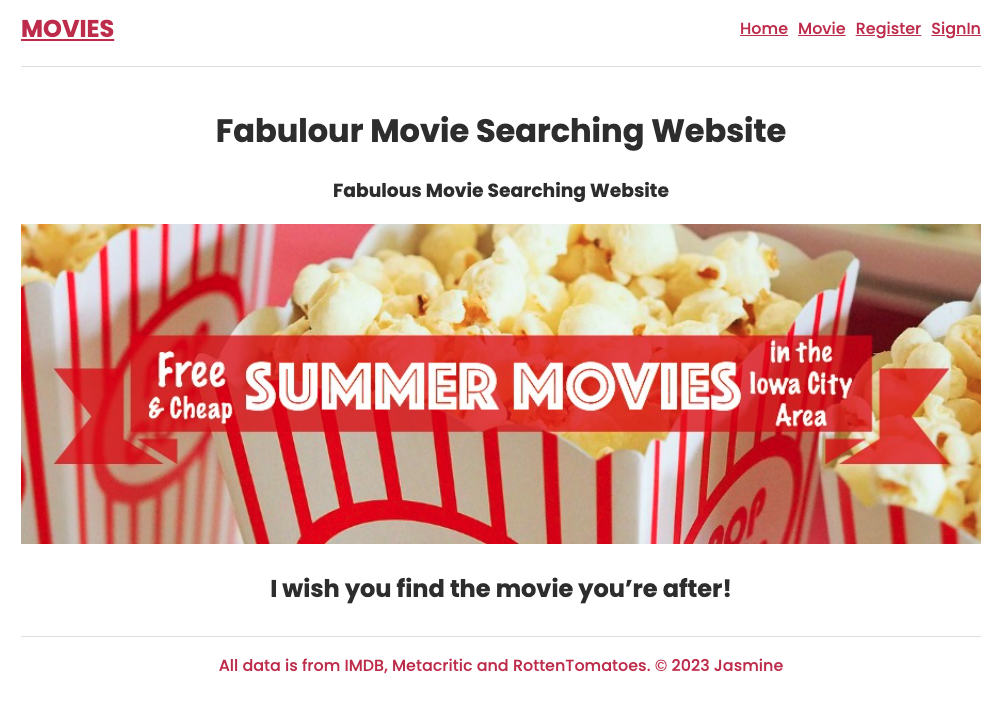 MOVIES
Home Movie Register SignIn
Fabulour Movie Searching Website
Fabulous Movie Searching Website
Free
& Cheap
SUMMER MOVIES
in the
Iowa City
Area
POP
I wish you find the movie you’re after!
All data is from IMDB, Metacritic and RottenTomatoes. © 2023 Jasmine